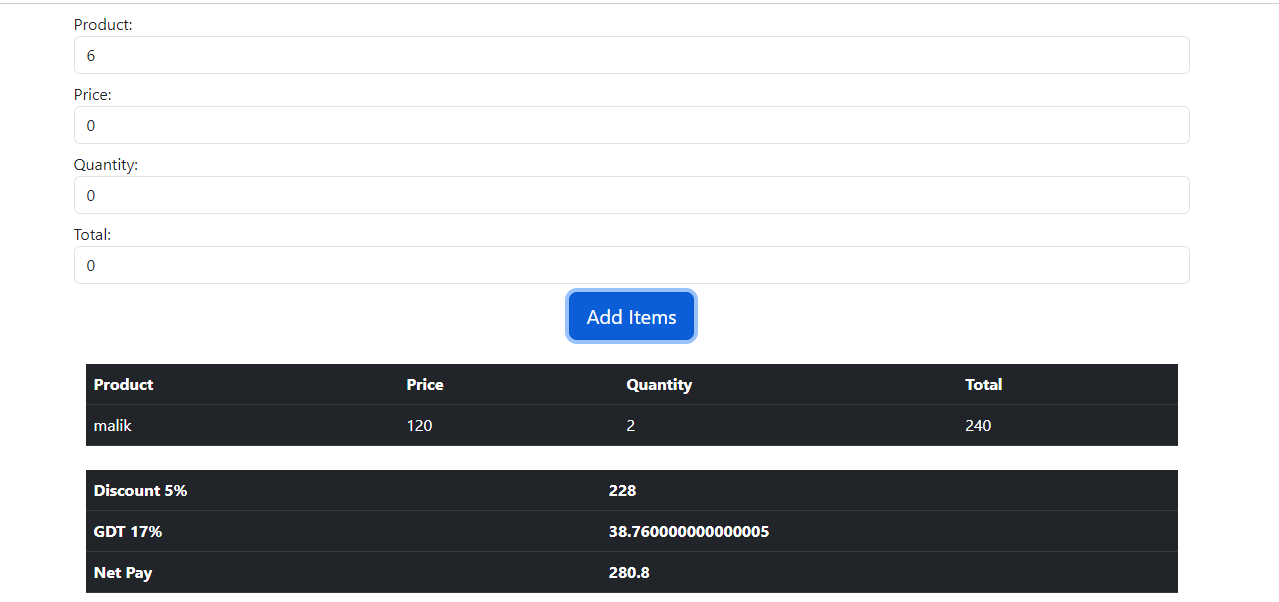 Product:
6
Price:
0
Quantity:
0
Total:
0
Add Items
Product Price Quantity Total
malik 120 2 240
Discount 5% 228
GDT 17% 38.760000000000005
Net Pay 280.8